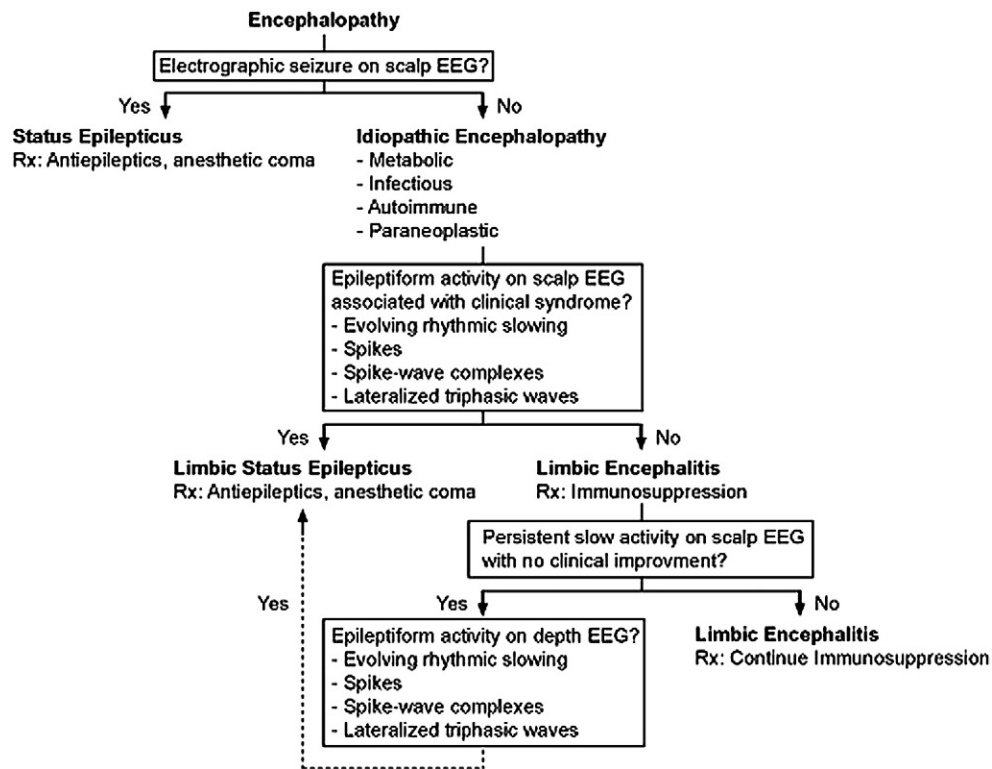 Encephalopathy
Electrographic seizure on scalp EEG?
Yes
No
Status Epilepticus
Rx: Antiepileptics, anesthetic coma
Idiopathic Encephalopathy
- Metabolic
- Infectious
- Autoimmune
- Paraneoplastic
Epileptiform activity on scalp EEG
associated with clinical syndrome?
- Evolving rhythmic slowing
- Spikes
- Spike-wave complexes
- Lateralized triphasic waves
Yes
No
Limbic Status Epilepticus
Rx: Antiepileptics, anesthetic coma
Limbic Encephalitis
Rx: Immunosuppression
Persistent slow activity on scalp EEG
with no clinical improvment?
Yes
Yes
No
Epileptiform activity on depth EEG?
- Evolving rhythmic slowing
- Spikes
- Spike-wave complexes
- Lateralized triphasic waves
Limbic Encephalitis
Rx: Continue Immunosuppression